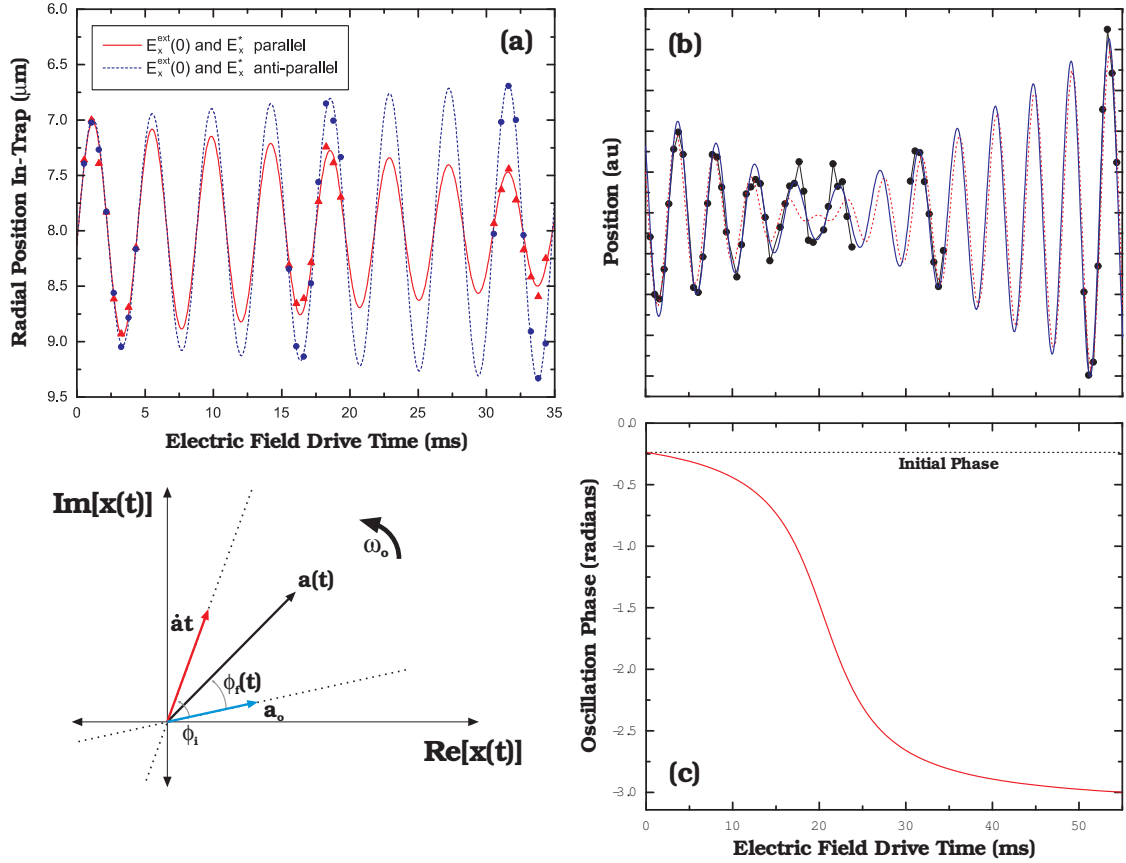 (a)
E_x^ext(0) and E_x^* parallel
E_x^ext(0) and E_x^* anti-parallel
6.0
6.5
7.0
7.5
8.0
8.5
9.0
9.5
Radial Position In-Trap (μm)
0 5 10 15 20 25 30 35
Electric Field Drive Time (ms)
(b)
Position (au)
Im[x(t)]
ω_o
a(t)
ȧt
ϕ_f(t)
a_o
ϕ_i
Re[x(t)]
0.0
-0.5
-1.0
-1.5
-2.0
-2.5
-3.0
Oscillation Phase (radians)
Initial Phase
(c)
0 10 20 30 40 50
Electric Field Drive Time (ms)